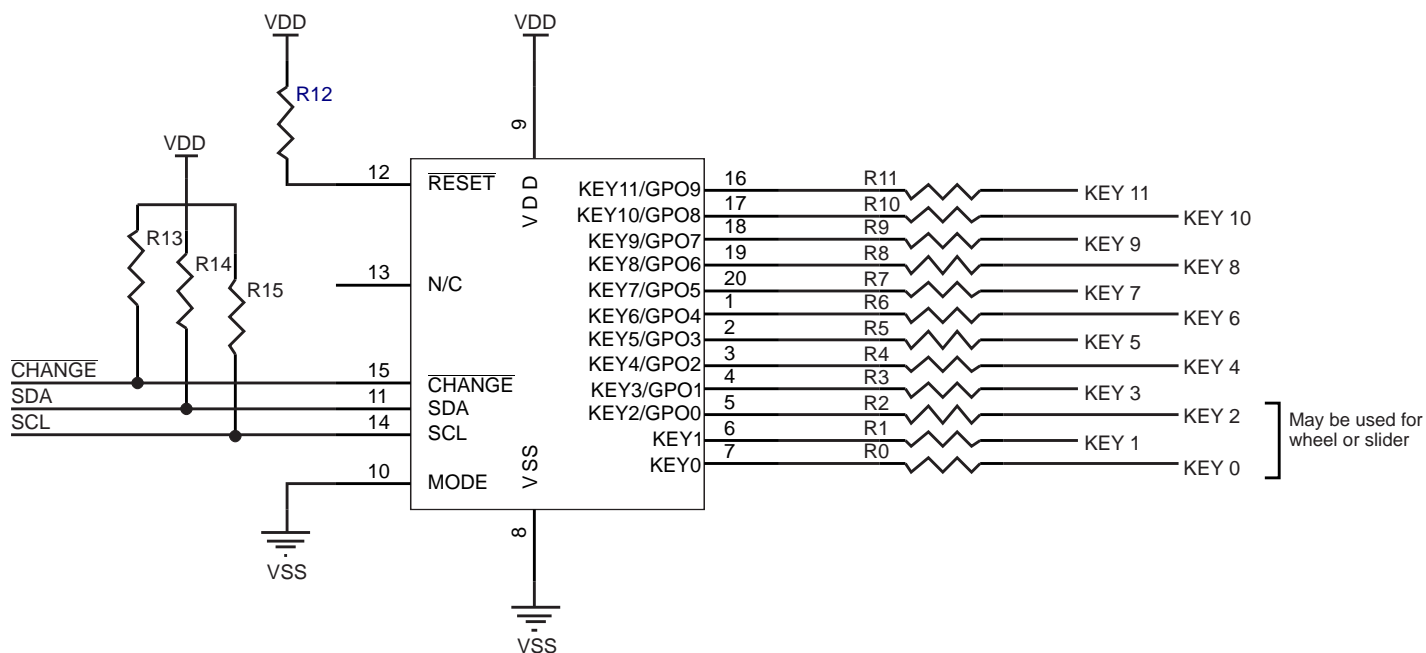 VDD
VDD
R12
9
VDD
12
RESET
VDD
KEY11/GPO9
16
R11
KEY 11
KEY10/GPO8
17
R10
KEY 10
R13
KEY9/GPO7
18
R9
KEY 9
R14
KEY8/GPO6
19
R8
KEY 8
13
N/C
R15
KEY7/GPO5
20
R7
KEY 7
KEY6/GPO4
1
R6
KEY 6
KEY5/GPO3
2
R5
KEY 5
KEY4/GPO2
3
R4
KEY 4
CHANGE
15
CHANGE
KEY3/GPO1
4
R3
KEY 3
SDA
11
SDA
KEY2/GPO0
5
R2
KEY 2
SCL
14
SCL
KEY1
6
R1
KEY 1
May be used for
wheel or slider
KEY0
7
R0
KEY 0
10
MODE
VSS
8
VSS
VSS